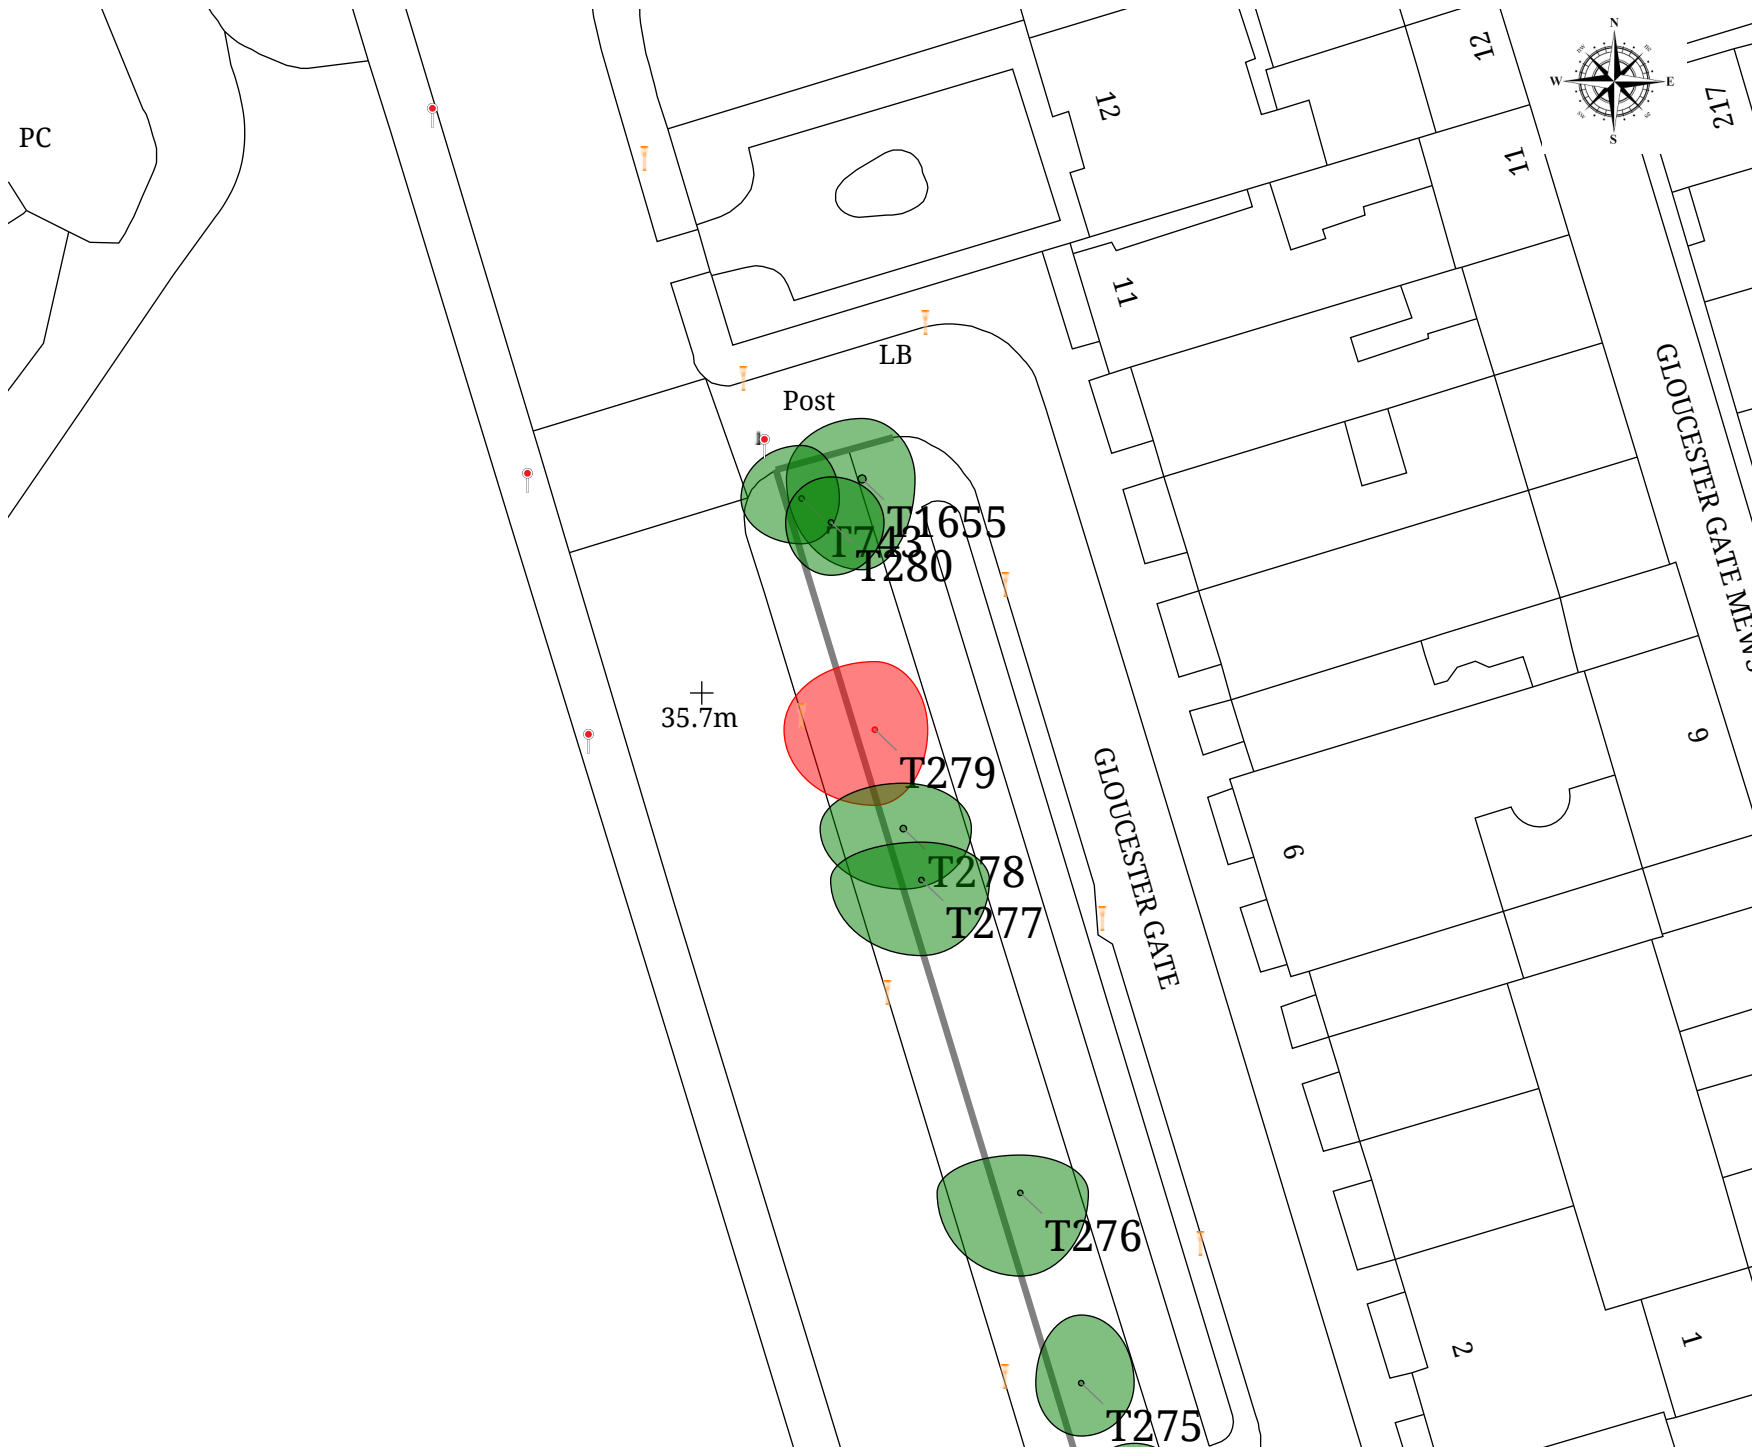 N
W E
S
PC
12
12
217
11
11
LB
Post
T1655
T743
T280
GLOUCESTER GATE MEWS
35.7m
T279
9
6
GLOUCESTER GATE
T278
T277
T276
2
1
T275